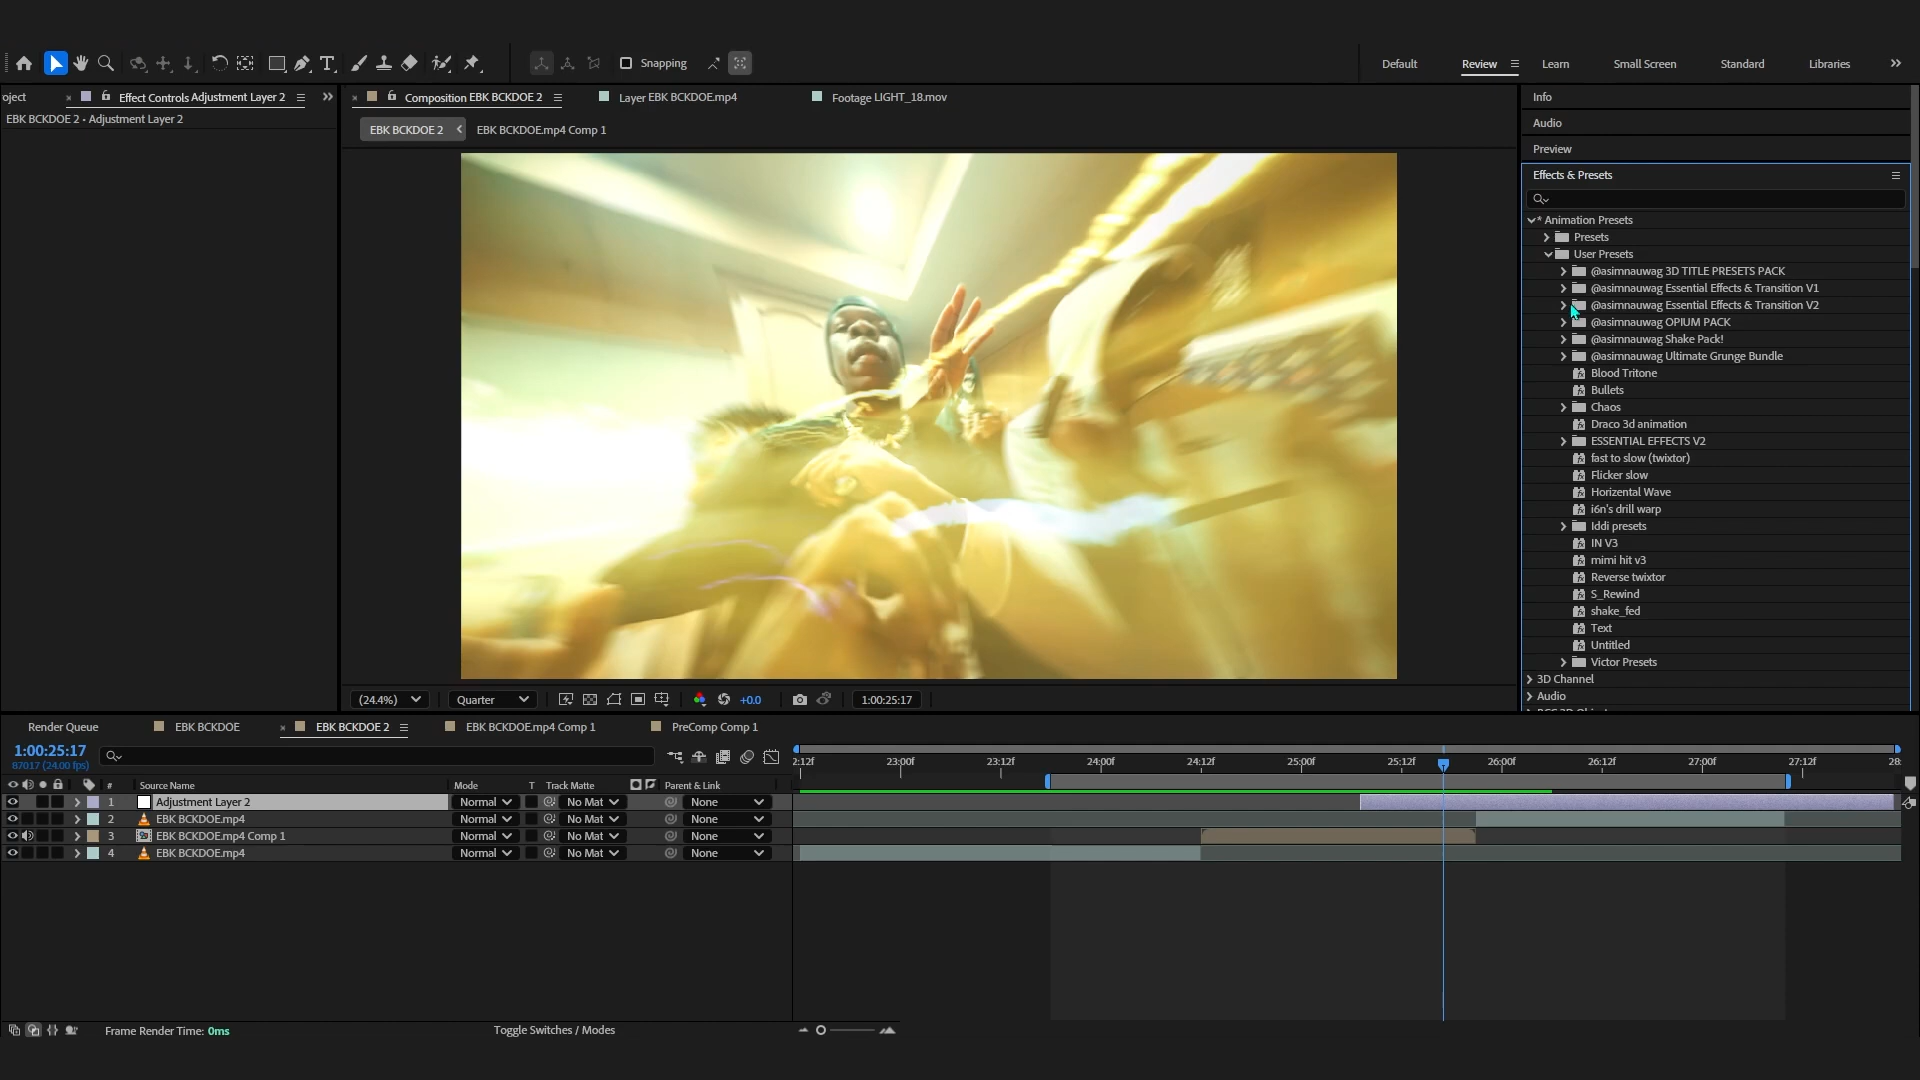 Snapping
Default
Review
Learn
Small Screen
Standard
Libraries
oject
Effect Controls Adjustment Layer 2
EBK BCKDOE 2 • Adjustment Layer 2
Composition EBK BCKDOE 2
Layer EBK BCKDOE.mp4
Footage LIGHT_18.mov
EBK BCKDOE 2
EBK BCKDOE.mp4 Comp 1
Info
Audio
Preview
Effects & Presets
* Animation Presets
Presets
User Presets
@asimnauwag 3D TITLE PRESETS PACK
@asimnauwag Essential Effects & Transition V1
@asimnauwag Essential Effects & Transition V2
@asimnauwag OPIUM PACK
@asimnauwag Shake Pack!
@asimnauwag Ultimate Grunge Bundle
Blood Tritone
Bullets
Chaos
Draco 3d animation
ESSENTIAL EFFECTS V2
fast to slow (twixtor)
Flicker slow
Horizental Wave
i6n's drill warp
Iddi presets
IN V3
mimi hit v3
Reverse twixtor
S_Rewind
shake_fed
Text
Untitled
Victor Presets
3D Channel
Audio
(24.4%)
Quarter
+0.0
1:00:25:17
Render Queue
EBK BCKDOE
EBK BCKDOE 2
EBK BCKDOE.mp4 Comp 1
PreComp Comp 1
1:00:25:17
87017 (24.00 fps)
2:12f 23:00f 23:12f 24:00f 24:12f 25:00f 25:12f 26:00f 26:12f 27:00f 27:12f 28:
# Source Name Mode T Track Matte Parent & Link
1 Adjustment Layer 2 Normal No Mat None
2 EBK BCKDOE.mp4 Normal No Mat None
3 EBK BCKDOE.mp4 Comp 1 Normal No Mat None
4 EBK BCKDOE.mp4 Normal No Mat None
Frame Render Time: 0ms
Toggle Switches / Modes